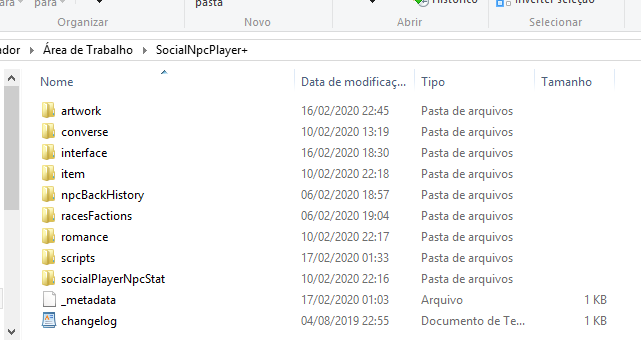 para para pasta Histórico Inverter seleção
Organizar Novo Abrir Selecionar
ador > Área de Trabalho > SocialNpcPlayer+
Nome Data de modificaç... Tipo Tamanho
artwork 16/02/2020 22:45 Pasta de arquivos
converse 10/02/2020 13:19 Pasta de arquivos
interface 16/02/2020 18:30 Pasta de arquivos
item 10/02/2020 22:18 Pasta de arquivos
npcBackHistory 06/02/2020 18:57 Pasta de arquivos
racesFactions 06/02/2020 19:04 Pasta de arquivos
romance 10/02/2020 22:17 Pasta de arquivos
scripts 17/02/2020 01:33 Pasta de arquivos
socialPlayerNpcStat 10/02/2020 22:16 Pasta de arquivos
_metadata 17/02/2020 01:03 Arquivo 1 KB
changelog 04/08/2019 22:55 Documento de Te... 1 KB